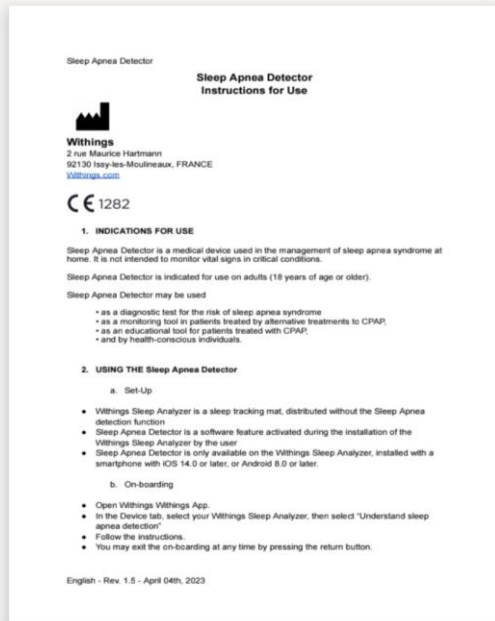 Sleep Apnea Detector
Sleep Apnea Detector
Instructions for Use
Withings
2 rue Maurice Hartmann
92130 Issy-les-Moulineaux, FRANCE
Withings.com
CE 1282
1. INDICATIONS FOR USE
Sleep Apnea Detector is a medical device used in the management of sleep apnea syndrome at
home. It is not intended to monitor vital signs in critical conditions.
Sleep Apnea Detector is indicated for use on adults (18 years of age or older).
Sleep Apnea Detector may be used
• as a diagnostic test for the risk of sleep apnea syndrome
• as a monitoring tool in patients treated by alternative treatments to CPAP,
• as an educational tool for patients treated with CPAP,
• and by health-conscious individuals.
2. USING THE Sleep Apnea Detector
a. Set-Up
● Withings Sleep Analyzer is a sleep tracking mat, distributed without the Sleep Apnea
detection function
● Sleep Apnea Detector is a software feature activated during the installation of the
Withings Sleep Analyzer by the user
● Sleep Apnea Detector is only available on the Withings Sleep Analyzer, installed with a
smartphone with iOS 14.0 or later, or Android 8.0 or later.
b. On-boarding
● Open Withings Withings App.
● In the Device tab, select your Withings Sleep Analyzer, then select "Understand sleep
apnea detection"
● Follow the instructions.
● You may exit the on-boarding at any time by pressing the return button.
English - Rev. 1.5 - April 04th, 2023